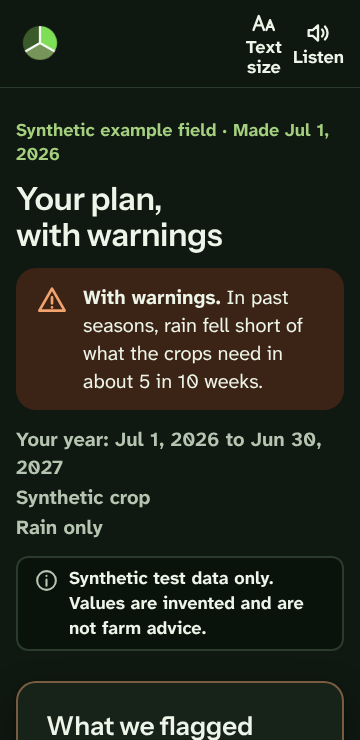 Text
size
Listen
Synthetic example field · Made Jul 1,
2026
Your plan,
with warnings
With warnings. In past
seasons, rain fell short of
what the crops need in
about 5 in 10 weeks.
Your year: Jul 1, 2026 to Jun 30,
2027
Synthetic crop
Rain only
Synthetic test data only.
Values are invented and are
not farm advice.
What we flagged